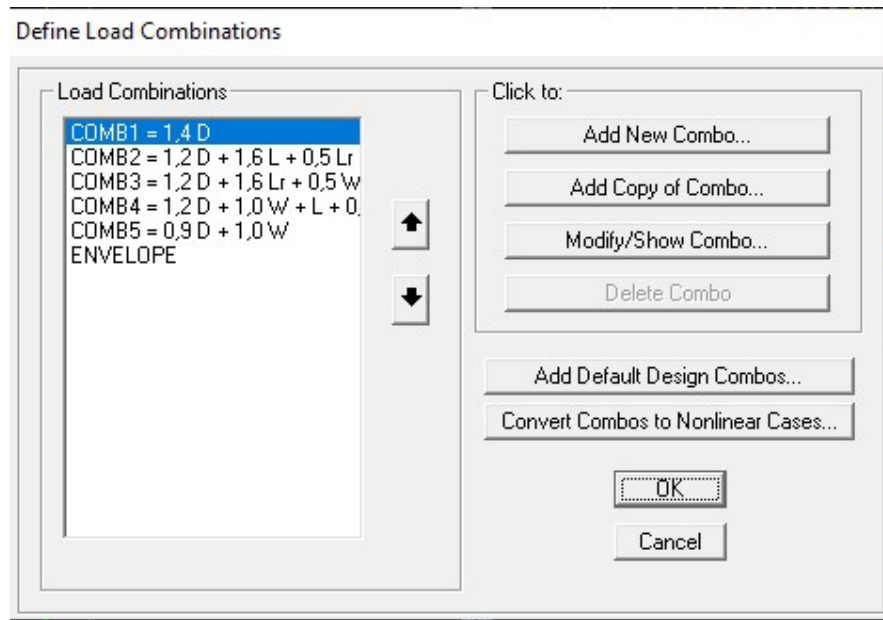 Define Load Combinations
Load Combinations
COMB1 = 1,4 D
COMB2 = 1,2 D + 1,6 L + 0,5 Lr
COMB3 = 1,2 D + 1,6 Lr + 0,5 W
COMB4 = 1,2 D + 1,0 W + L + 0,
COMB5 = 0,9 D + 1,0 W
ENVELOPE
Click to:
Add New Combo...
Add Copy of Combo...
Modify/Show Combo...
Delete Combo
Add Default Design Combos...
Convert Combos to Nonlinear Cases...
OK
Cancel